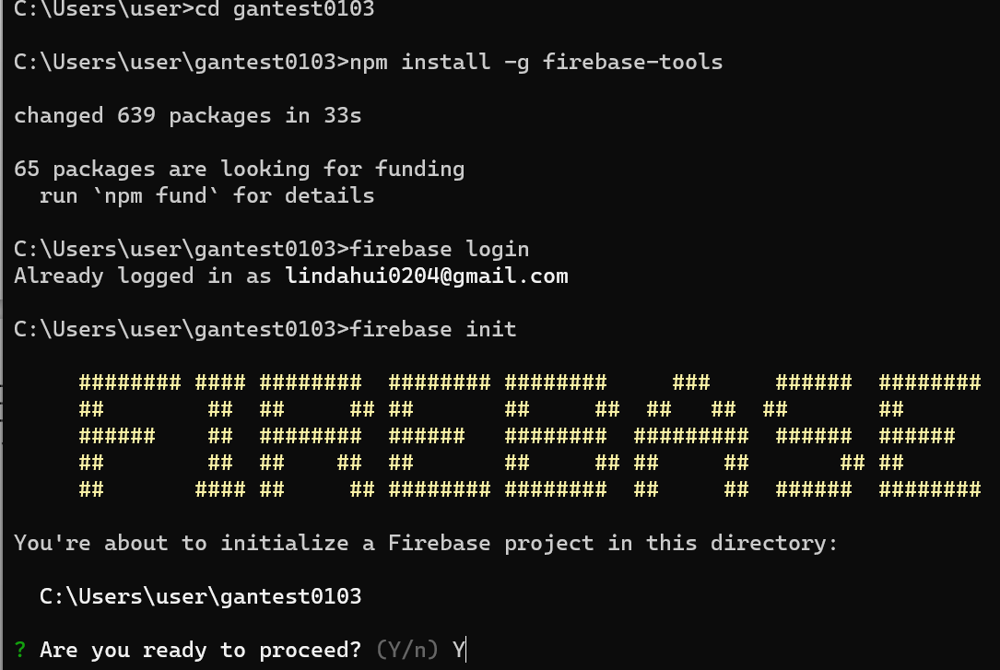 C:\Users\user>cd gantest0103
C:\Users\user\gantest0103>npm install -g firebase-tools
changed 639 packages in 33s
65 packages are looking for funding
  run `npm fund` for details
C:\Users\user\gantest0103>firebase login
Already logged in as lindahui0204@gmail.com
C:\Users\user\gantest0103>firebase init
     ######## #### ########  ######## ########     ###     ######  ########
     ##        ##  ##     ## ##       ##     ##  ##   ##  ##       ##
     ######    ##  ########  ######   ########  #########  ######  ######
     ##        ##  ##    ##  ##       ##     ## ##     ##       ## ##
     ##       #### ##     ## ######## ########  ##     ##  ######  ########
You're about to initialize a Firebase project in this directory:
  C:\Users\user\gantest0103
? Are you ready to proceed? (Y/n) Y